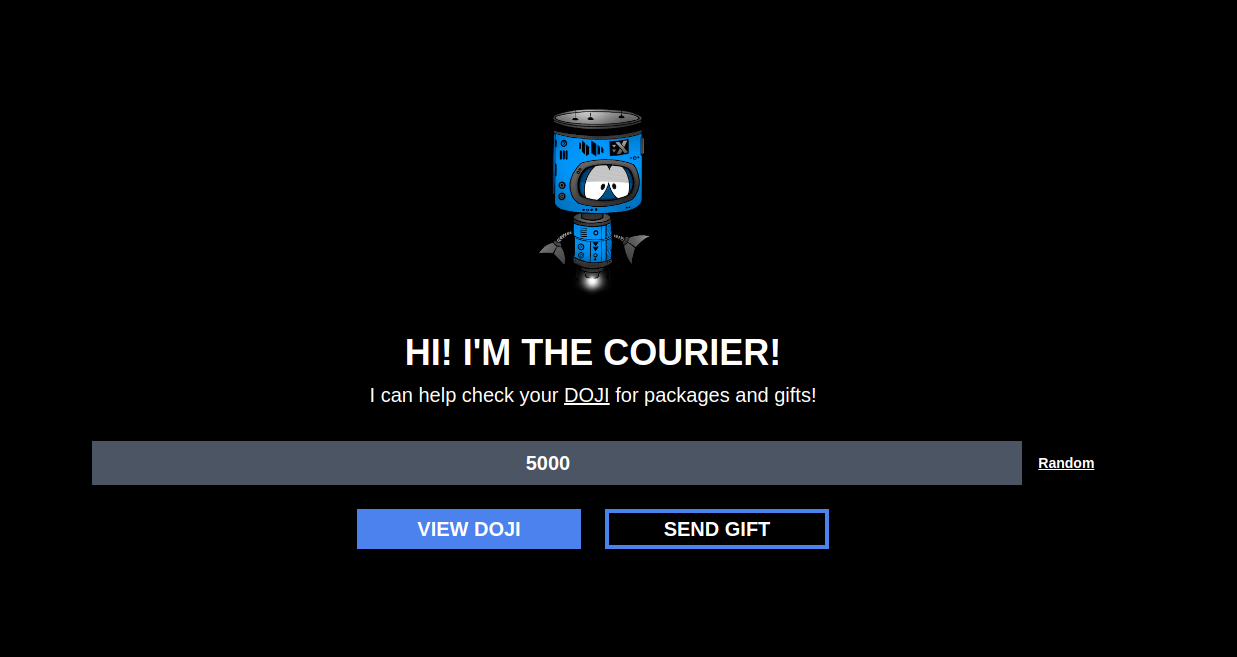 HI! I'M THE COURIER!
I can help check your DOJI for packages and gifts!
5000
Random
VIEW DOJI
SEND GIFT